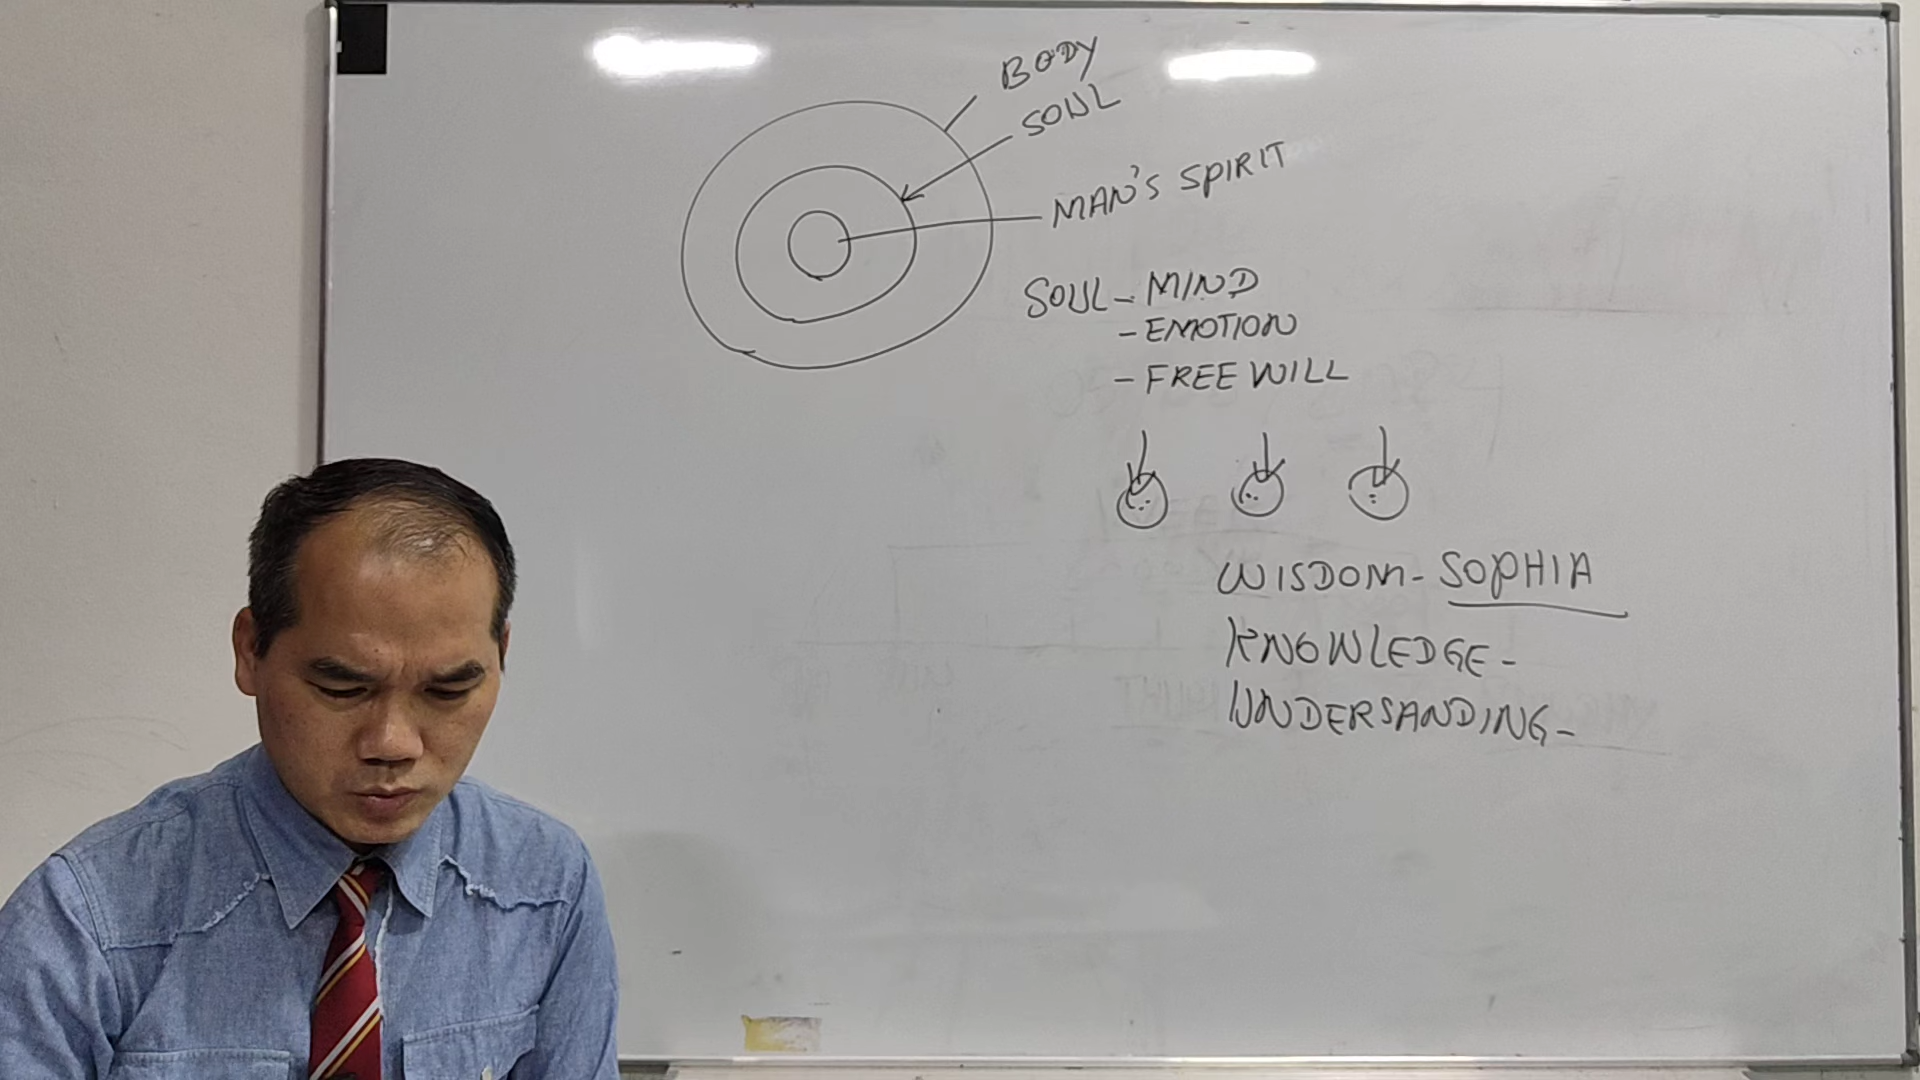 BODY
SOUL
MAN'S SPIRIT
SOUL - MIND
- EMOTION
- FREE WILL
WISDOM - SOPHIA
KNOWLEDGE -
UNDERSANDING -